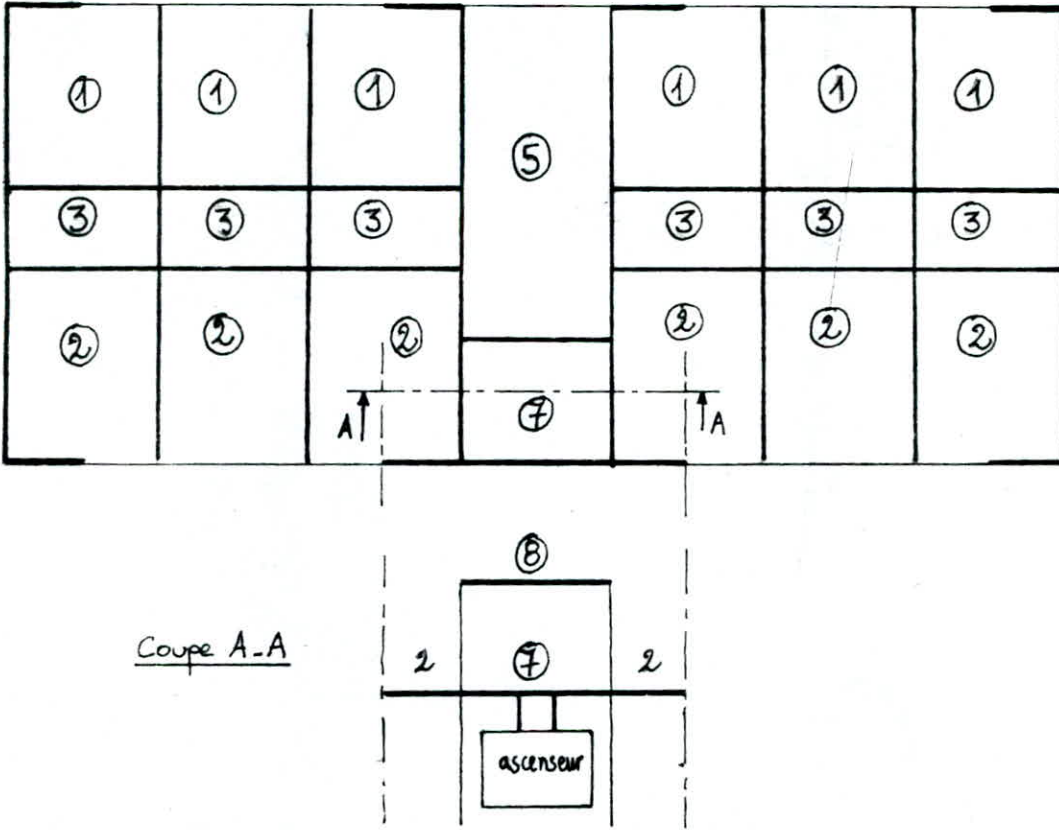 ① ① ① ① ① ①
⑤
③ ③ ③ ③ ③ ③
② ② ② ② ② ②
A ⑦ A
⑧
Coupe A-A
2 ⑦ 2
ascenseur